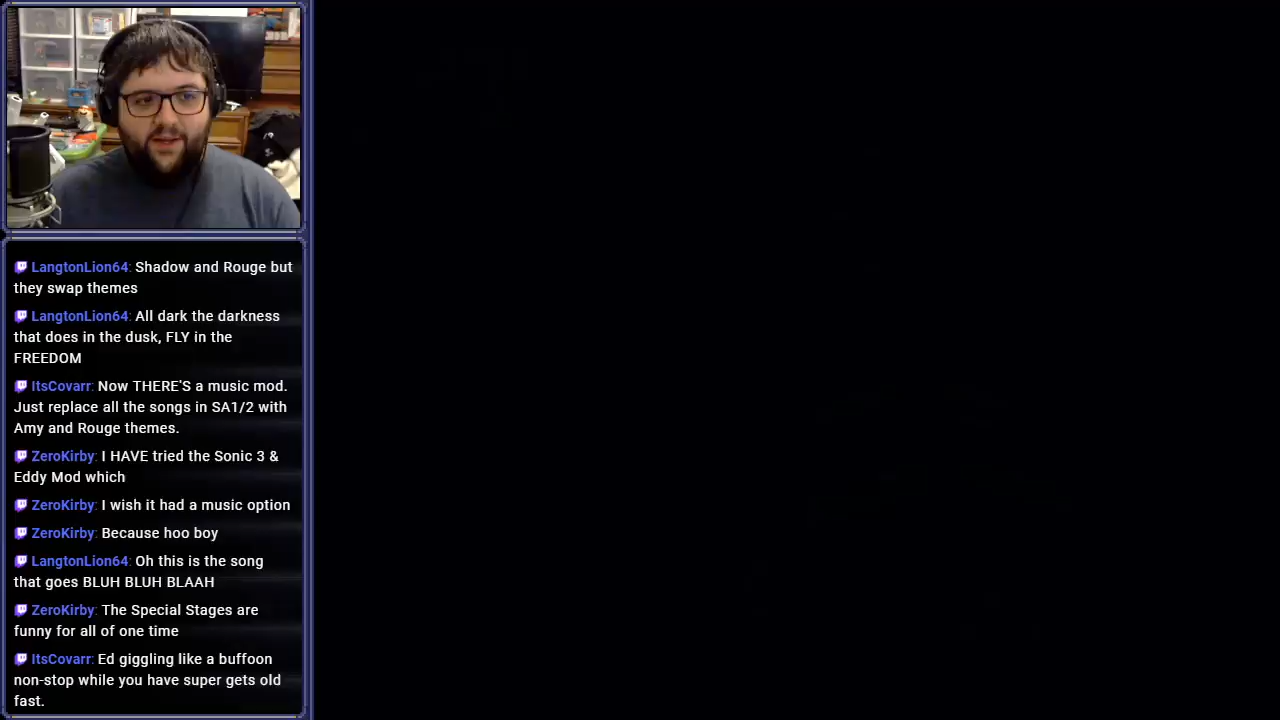 LangtonLion64: Shadow and Rouge but
they swap themes
LangtonLion64: All dark the darkness
that does in the dusk, FLY in the
FREEDOM
ItsCovarr: Now THERE'S a music mod.
Just replace all the songs in SA1/2 with
Amy and Rouge themes.
ZeroKirby: I HAVE tried the Sonic 3 &
Eddy Mod which
ZeroKirby: I wish it had a music option
ZeroKirby: Because hoo boy
LangtonLion64: Oh this is the song
that goes BLUH BLUH BLAAH
ZeroKirby: The Special Stages are
funny for all of one time
ItsCovarr: Ed giggling like a buffoon
non-stop while you have super gets old
fast.